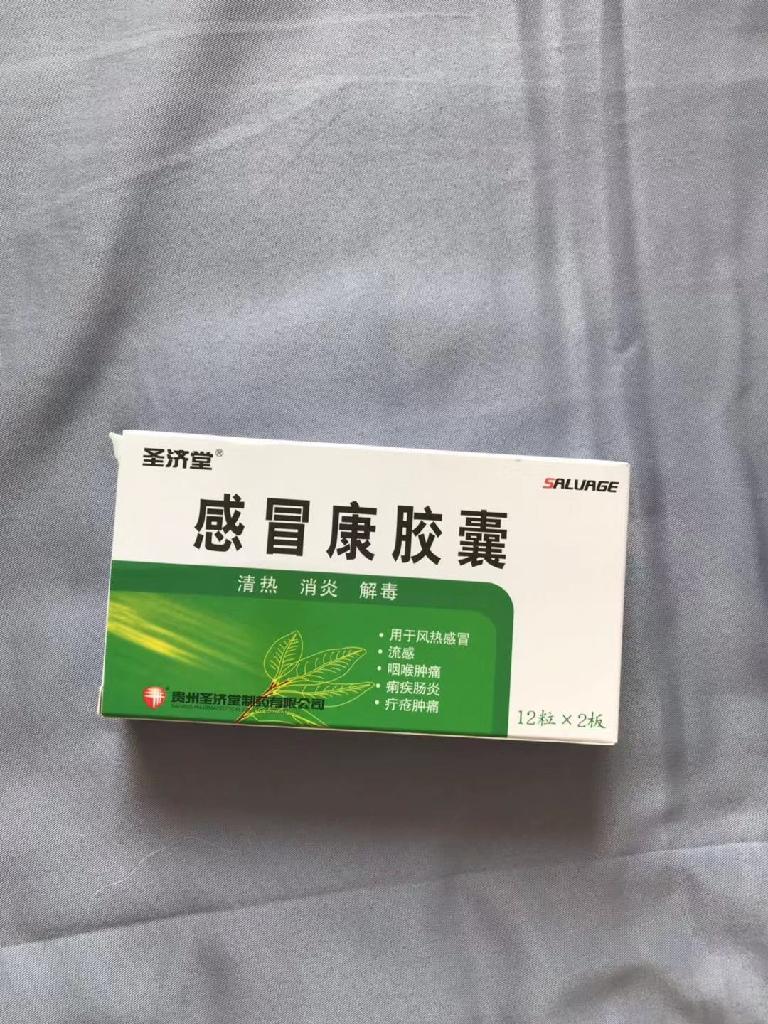 圣济堂®
SALVAGE
感冒康胶囊
清热 消炎 解毒
• 用于风热感冒
• 流感
• 咽喉肿痛
• 痢疾肠炎
• 疔疮肿痛
贵州圣济堂制药有限公司
12粒×2板